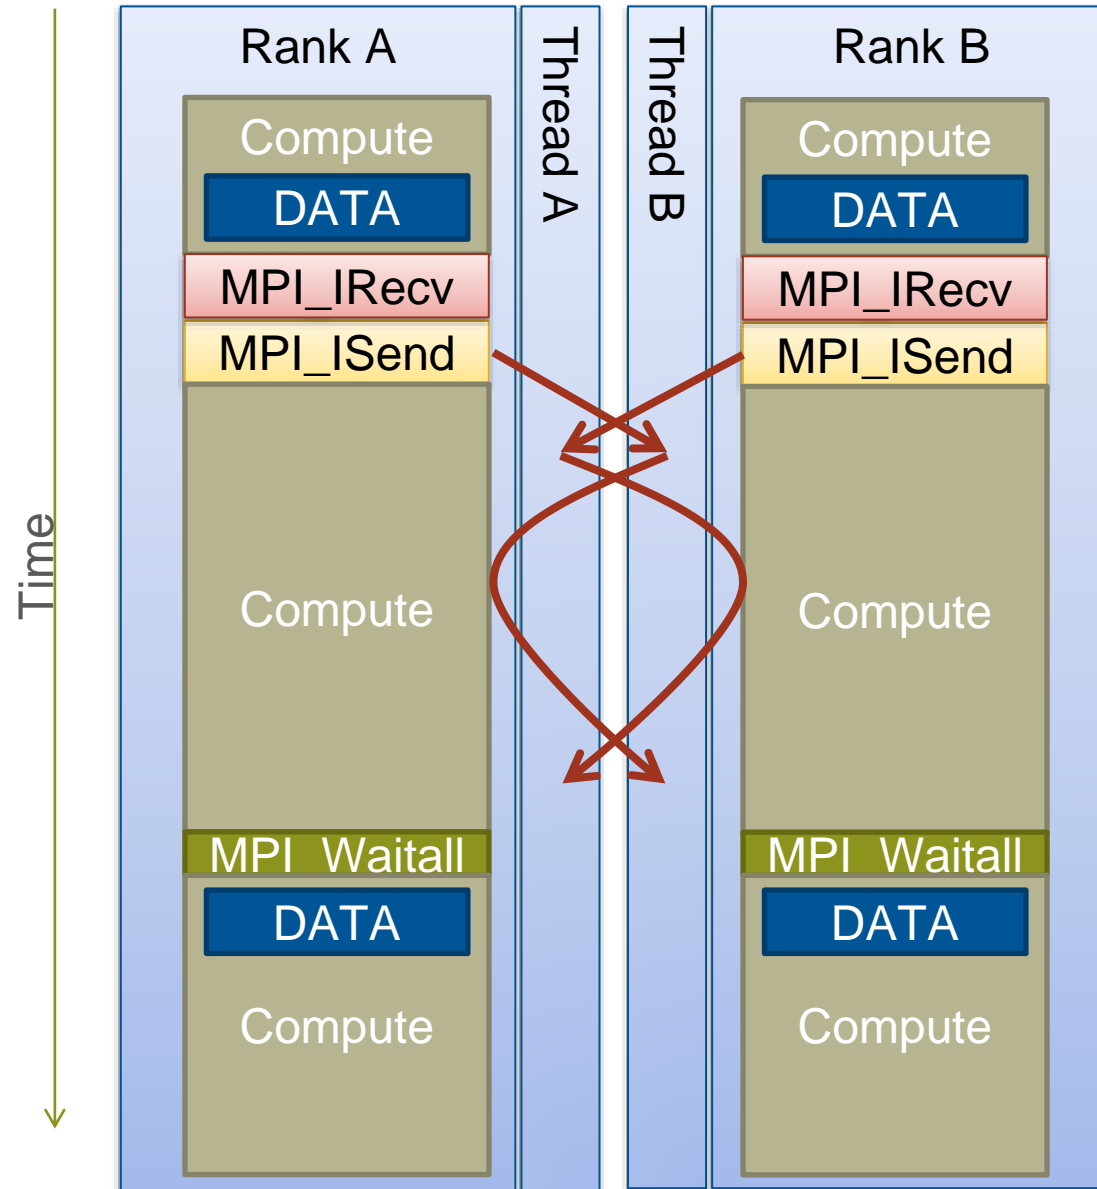 Time
Rank A
Compute
DATA
MPI_IRecv
MPI_ISend
Compute
MPI_Waitall
DATA
Compute
Thread A
Thread B
Rank B
Compute
DATA
MPI_IRecv
MPI_ISend
Compute
MPI_Waitall
DATA
Compute